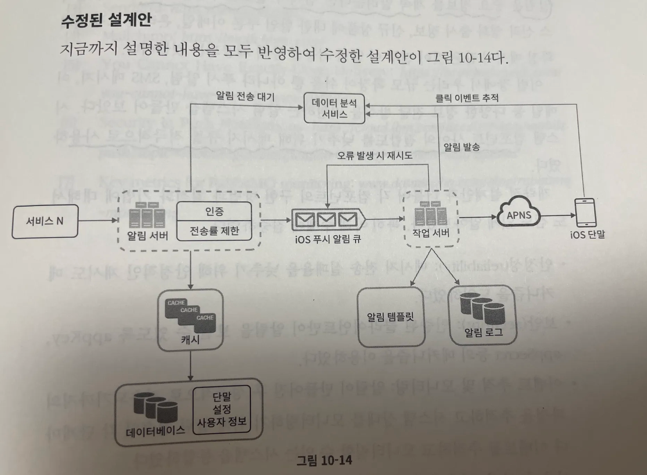 수정된 설계안
지금까지 설명한 내용을 모두 반영하여 수정한 설계안이 그림 10-14다.
알림 전송 대기
데이터 분석
서비스
클릭 이벤트 추적
오류 발생 시 재시도
알림 발송
서비스 N
알림 서버
인증
전송률 제한
iOS 푸시 알림 큐
작업 서버
APNS
iOS 단말
CACHE
CACHE
CACHE
캐시
알림 템플릿
알림 로그
데이터베이스
단말
설정
사용자 정보
그림 10-14